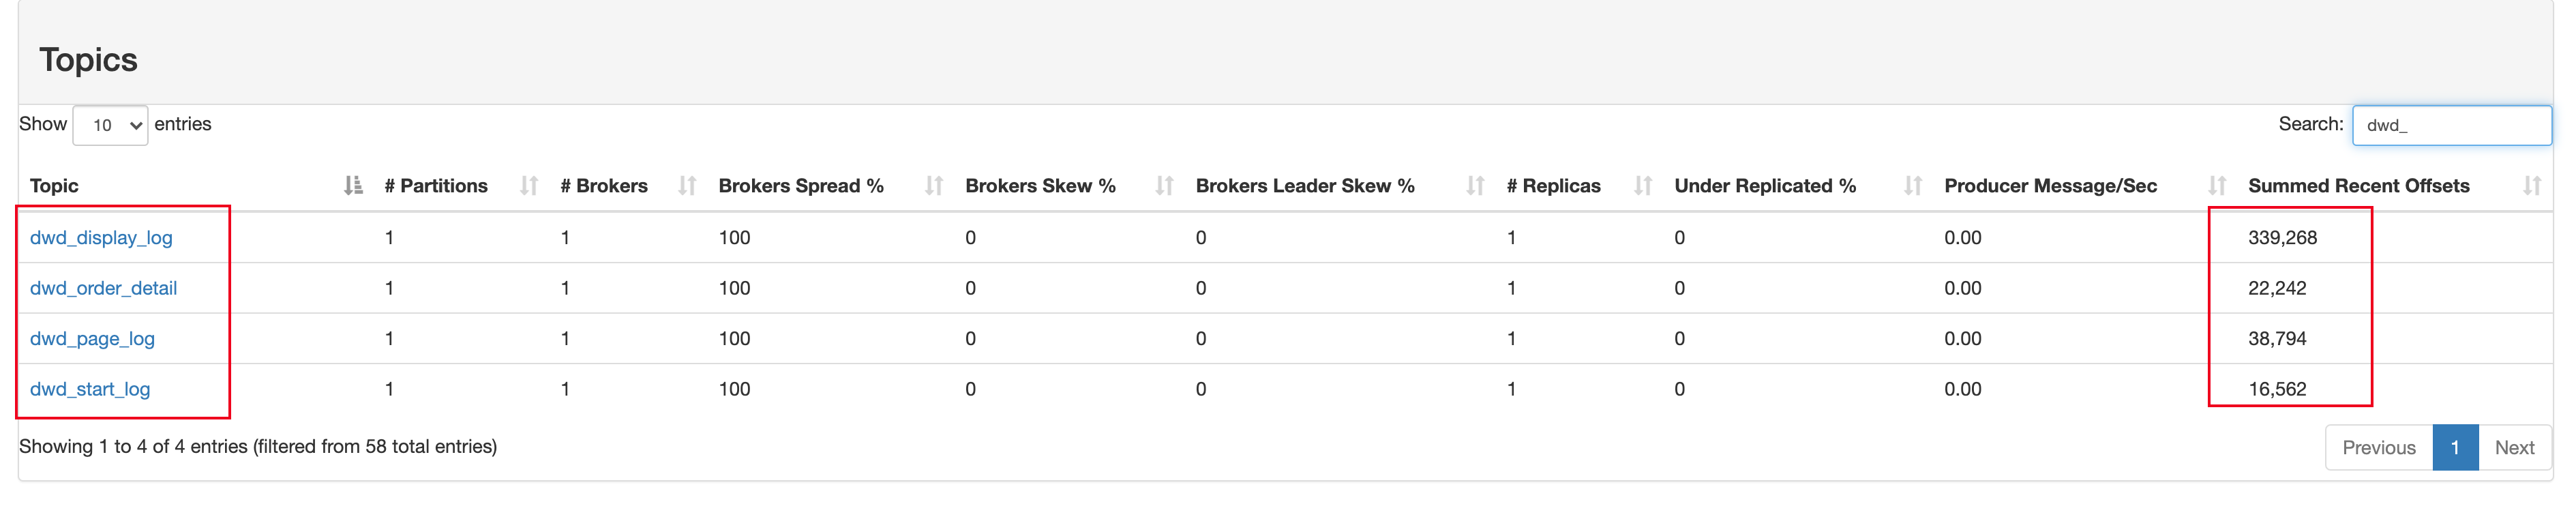 Topics
Show 10 entries Search: dwd_
Topic # Partitions # Brokers Brokers Spread % Brokers Skew % Brokers Leader Skew % # Replicas Under Replicated % Producer Message/Sec Summed Recent Offsets
dwd_display_log 1 1 100 0 0 1 0 0.00 339,268
dwd_order_detail 1 1 100 0 0 1 0 0.00 22,242
dwd_page_log 1 1 100 0 0 1 0 0.00 38,794
dwd_start_log 1 1 100 0 0 1 0 0.00 16,562
Showing 1 to 4 of 4 entries (filtered from 58 total entries) Previous 1 Next